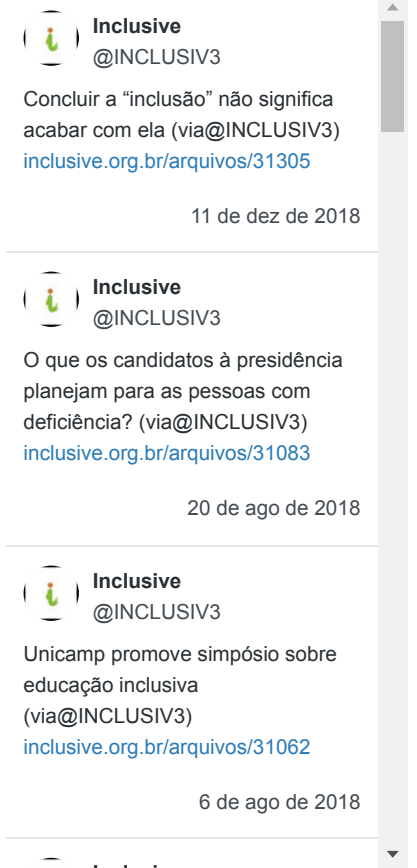 Inclusive
@INCLUSIV3
Concluir a “inclusão” não significa
acabar com ela (via@INCLUSIV3)
inclusive.org.br/arquivos/31305
11 de dez de 2018
Inclusive
@INCLUSIV3
O que os candidatos à presidência
planejam para as pessoas com
deficiência? (via@INCLUSIV3)
inclusive.org.br/arquivos/31083
20 de ago de 2018
Inclusive
@INCLUSIV3
Unicamp promove simpósio sobre
educação inclusiva
(via@INCLUSIV3)
inclusive.org.br/arquivos/31062
6 de ago de 2018